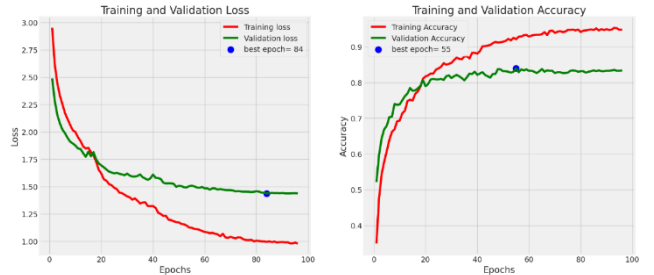 Training and Validation Loss
Training loss
Validation loss
best epoch= 84
3.00
2.75
2.50
2.25
2.00
1.75
1.50
1.25
1.00
Loss
0
20
40
60
80
100
Epochs
Training and Validation Accuracy
Training Accuracy
Validation Accuracy
best epoch= 55
0.9
0.8
0.7
0.6
0.5
0.4
Accuracy
0
20
40
60
80
100
Epochs